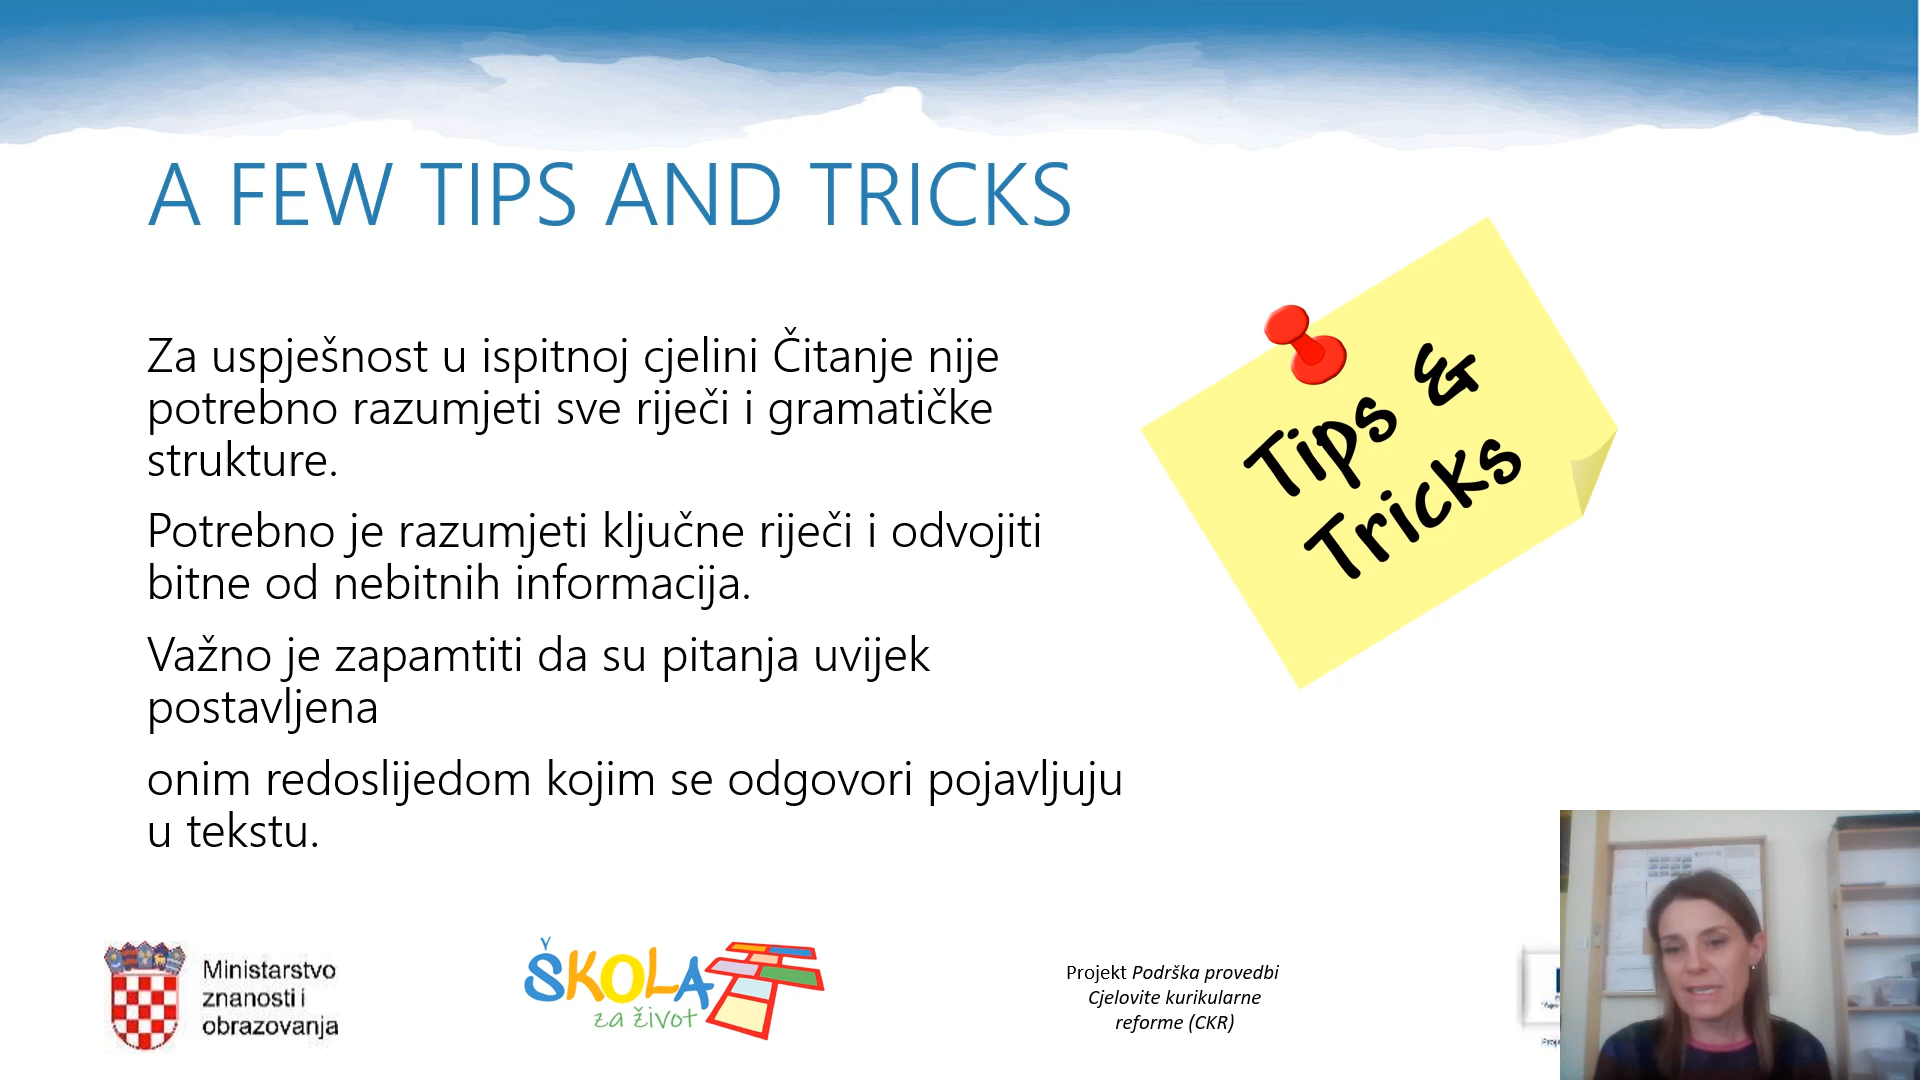 A FEW TIPS AND TRICKS
Za uspješnost u ispitnoj cjelini Čitanje nije
potrebno razumjeti sve riječi i gramatičke
strukture.
Potrebno je razumjeti ključne riječi i odvojiti
bitne od nebitnih informacija.
Važno je zapamtiti da su pitanja uvijek
postavljena
onim redoslijedom kojim se odgovori pojavljuju
u tekstu.
Tips &
Tricks
Ministarstvo
znanosti i
obrazovanja
ŠKOLA
za život
Projekt Podrška provedbi
Cjelovite kurikularne
reforme (CKR)